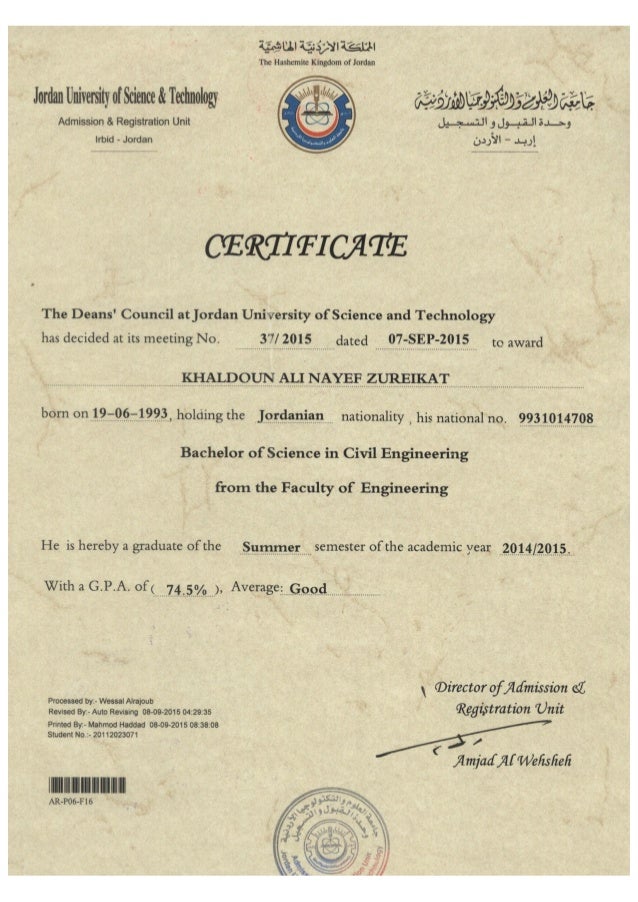 المملكة الأردنية الهاشمية
The Hashemite Kingdom of Jordan
Jordan University of Science & Technology
Admission & Registration Unit
Irbid - Jordan
جامعة العلوم والتكنولوجيا الأردنية
وحدة القبول و التسجيل
إربد - الأردن
CERTIFICATE
The Deans' Council at Jordan University of Science and Technology
has decided at its meeting No. 37/ 2015 dated 07-SEP-2015 to award
KHALDOUN ALI NAYEF ZUREIKAT
born on 19-06-1993, holding the Jordanian nationality , his national no. 9931014708
Bachelor of Science in Civil Engineering
from the Faculty of Engineering
He is hereby a graduate of the Summer semester of the academic year 2014/2015.
With a G.P.A. of ( 74.5% ), Average: Good
Director of Admission &
Registration Unit
Amjad Al Wehsheh
Processed by:- Wessal Alrajoub
Revised By:- Auto Revising 08-09-2015 04:29:35
Printed By:- Mahmod Haddad 08-09-2015 08:38:08
Student No.:- 20112023071
AR-P06-F16